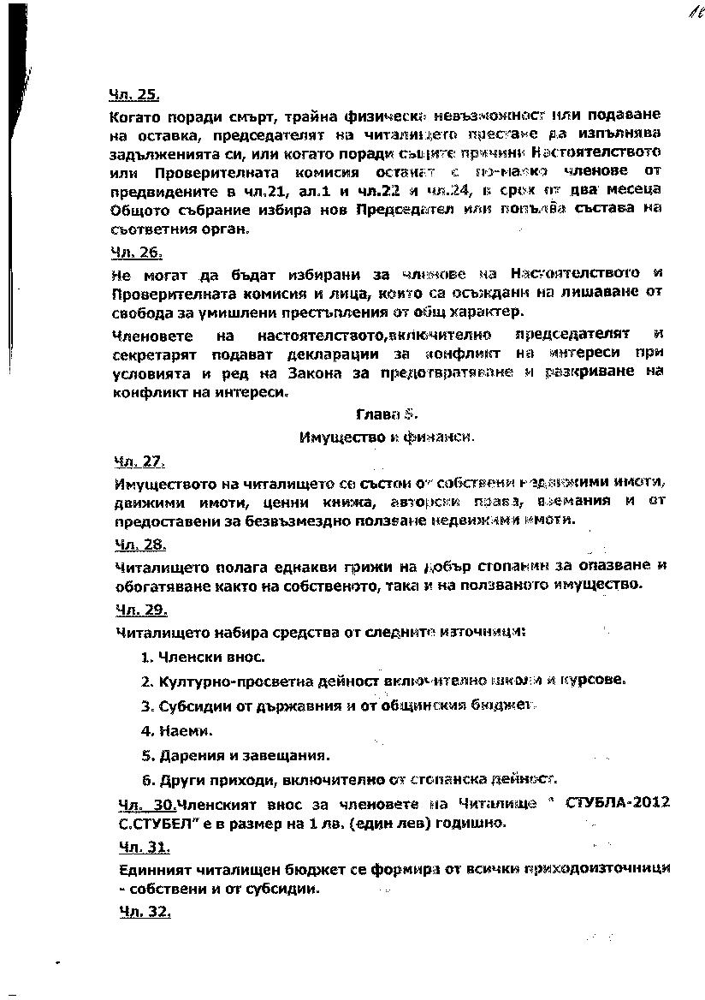 Чл. 25.
Когато поради смърт, трайна физическа невъзможност или подаване
на оставка, председателят на читалището престане да изпълнява
задълженията си, или когато поради същите причини Настоятелството
или Проверителната комисия останат с по-малко членове от
предвидените в чл.21, ал.1 и чл.22 и чл.24, в срок от два месеца
Общото събрание избира нов Председател или попълва състава на
съответния орган.
Чл. 26.
Не могат да бъдат избирани за членове на Настоятелството и
Проверителната комисия и лица, които са осъждани на лишаване от
свобода за умишлени престъпления от общ характер.
Членовете на настоятелството,включително председателят и
секретарят подават декларации за конфликт на интереси при
условията и ред на Закона за предотвратяване и разкриване на
конфликт на интереси.
Глава 5.
Имущество и финанси.
Чл. 27.
Имуществото на читалището се състои от собствени недвижими имоти,
движими имоти, ценни книжа, авторски права, вземания и от
предоставени за безвъзмездно ползване недвижими имоти.
Чл. 28.
Читалището полага еднакви грижи на добър стопанин за опазване и
обогатяване както на собственото, така и на ползваното имущество.
Чл. 29.
Читалището набира средства от следните източници:
1. Членски внос.
2. Културно-просветна дейност включително школи и курсове.
3. Субсидии от държавния и от общинския бюджет.
4. Наеми.
5. Дарения и завещания.
6. Други приходи, включително от стопанска дейност.
Чл. 30.Членският внос за членовете на Читалище " СТУБЛА-2012
С.СТУБЕЛ" е в размер на 1 лв. (един лев) годишно.
Чл. 31.
Единният читалищен бюджет се формира от всички приходоизточници
- собствени и от субсидии.
Чл. 32.